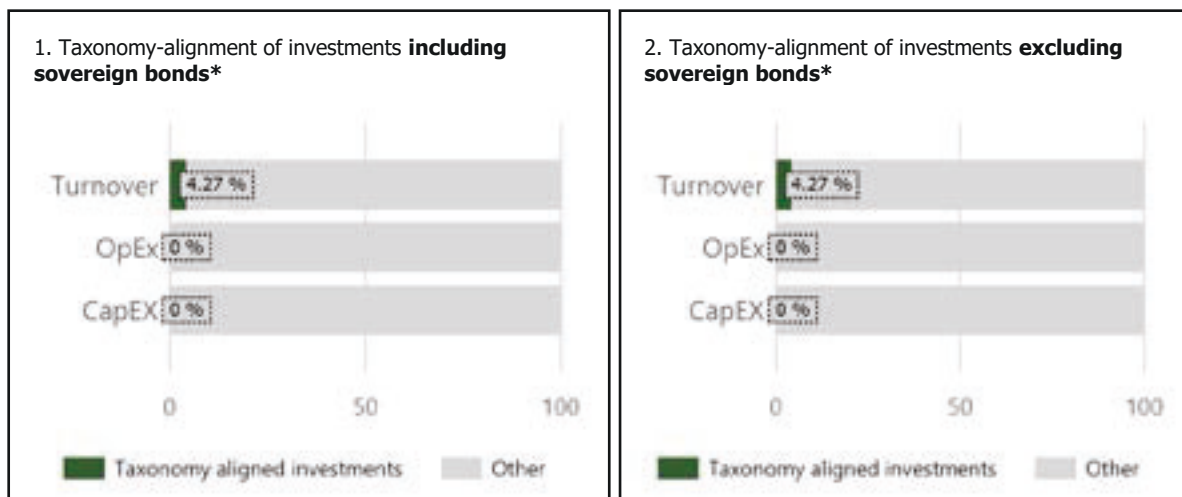 1. Taxonomy-alignment of investments including
sovereign bonds*
Turnover 4.27 %
OpEx 0 %
CapEX 0 %
0 50 100
Taxonomy aligned investments Other
2. Taxonomy-alignment of investments excluding
sovereign bonds*
Turnover 4.27 %
OpEx 0 %
CapEX 0 %
0 50 100
Taxonomy aligned investments Other